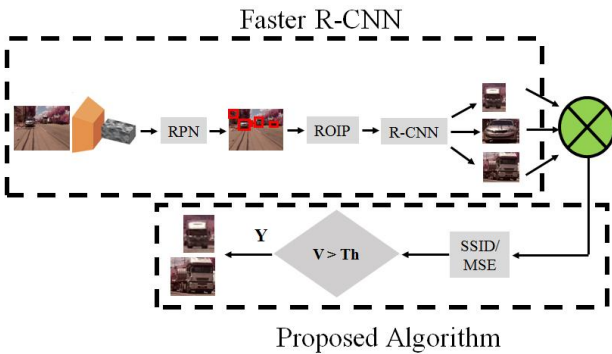 Faster R-CNN
RPN
ROIP
R-CNN
Y
V > Th
SSID/
MSE
Proposed Algorithm